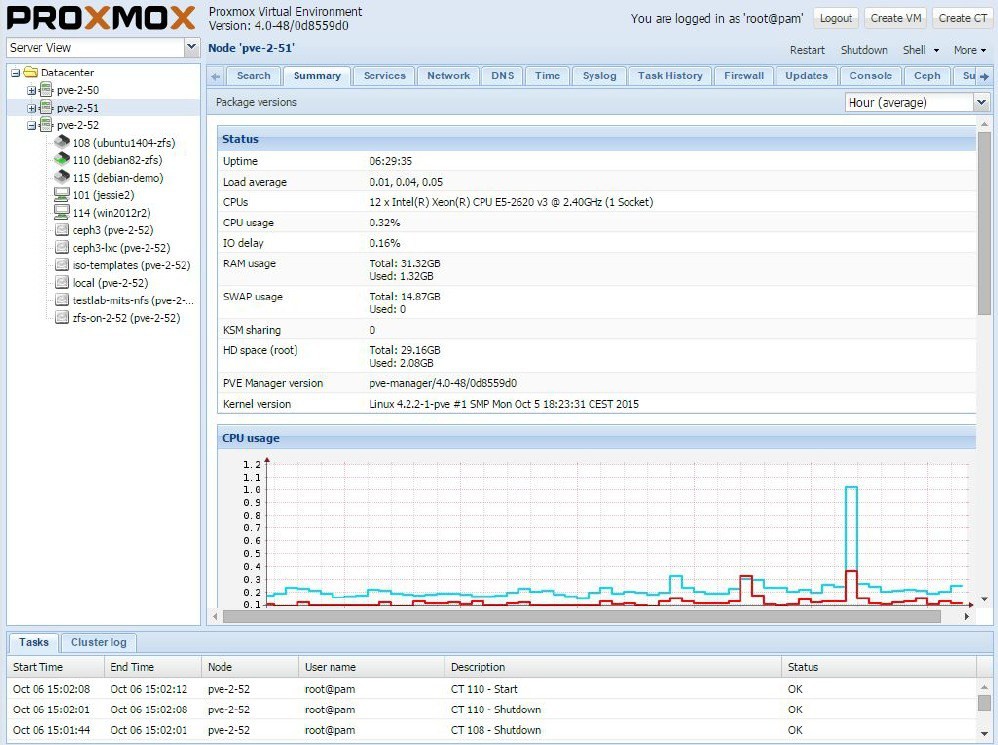 PROXMOX
Proxmox Virtual Environment
Version: 4.0-48/0d8559d0
You are logged in as 'root@pam'
Logout
Create VM
Create CT
Server View
Node 'pve-2-51'
Restart
Shutdown
Shell
More
Datacenter
pve-2-50
pve-2-51
pve-2-52
108 (ubuntu1404-zfs)
110 (debian82-zfs)
115 (debian-demo)
101 (jessie2)
114 (win2012r2)
ceph3 (pve-2-52)
ceph3-lxc (pve-2-52)
iso-templates (pve-2-52)
local (pve-2-52)
testlab-mits-nfs (pve-2-...
zfs-on-2-52 (pve-2-52)
Search
Summary
Services
Network
DNS
Time
Syslog
Task History
Firewall
Updates
Console
Ceph
Su
Package versions
Hour (average)
Status
Uptime 06:29:35
Load average 0.01, 0.04, 0.05
CPUs 12 x Intel(R) Xeon(R) CPU E5-2620 v3 @ 2.40GHz (1 Socket)
CPU usage 0.32%
IO delay 0.16%
RAM usage Total: 31.32GB
Used: 1.32GB
SWAP usage Total: 14.87GB
Used: 0
KSM sharing 0
HD space (root) Total: 29.16GB
Used: 2.08GB
PVE Manager version pve-manager/4.0-48/0d8559d0
Kernel version Linux 4.2.2-1-pve #1 SMP Mon Oct 5 18:23:31 CEST 2015
CPU usage
1.2
1.1
1.0
0.9
0.8
0.7
0.6
0.5
0.4
0.3
0.2
0.1
Tasks
Cluster log
Start Time End Time Node User name Description Status
Oct 06 15:02:08 Oct 06 15:02:12 pve-2-52 root@pam CT 110 - Start OK
Oct 06 15:02:01 Oct 06 15:02:08 pve-2-52 root@pam CT 110 - Shutdown OK
Oct 06 15:01:44 Oct 06 15:02:01 pve-2-52 root@pam CT 108 - Shutdown OK